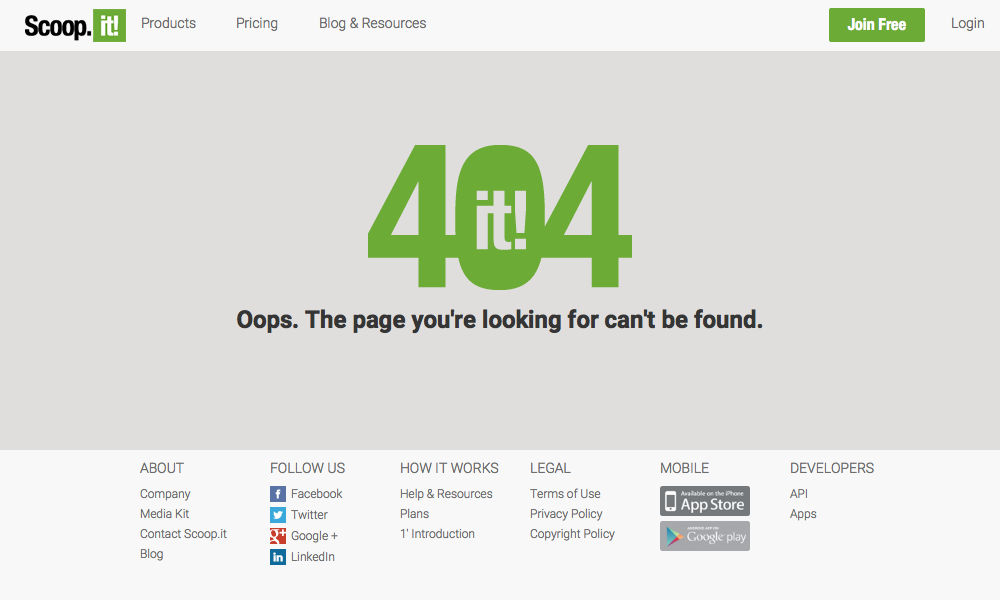 Scoop.it! Products Pricing Blog & Resources Join Free Login
404
it!
Oops. The page you're looking for can't be found.
ABOUT FOLLOW US HOW IT WORKS LEGAL MOBILE DEVELOPERS
Company Facebook Help & Resources Terms of Use Available on the iPhone API
Media Kit Twitter Plans Privacy Policy App Store Apps
Contact Scoop.it Google + 1' Introduction Copyright Policy ANDROID APP ON
Blog LinkedIn Google play